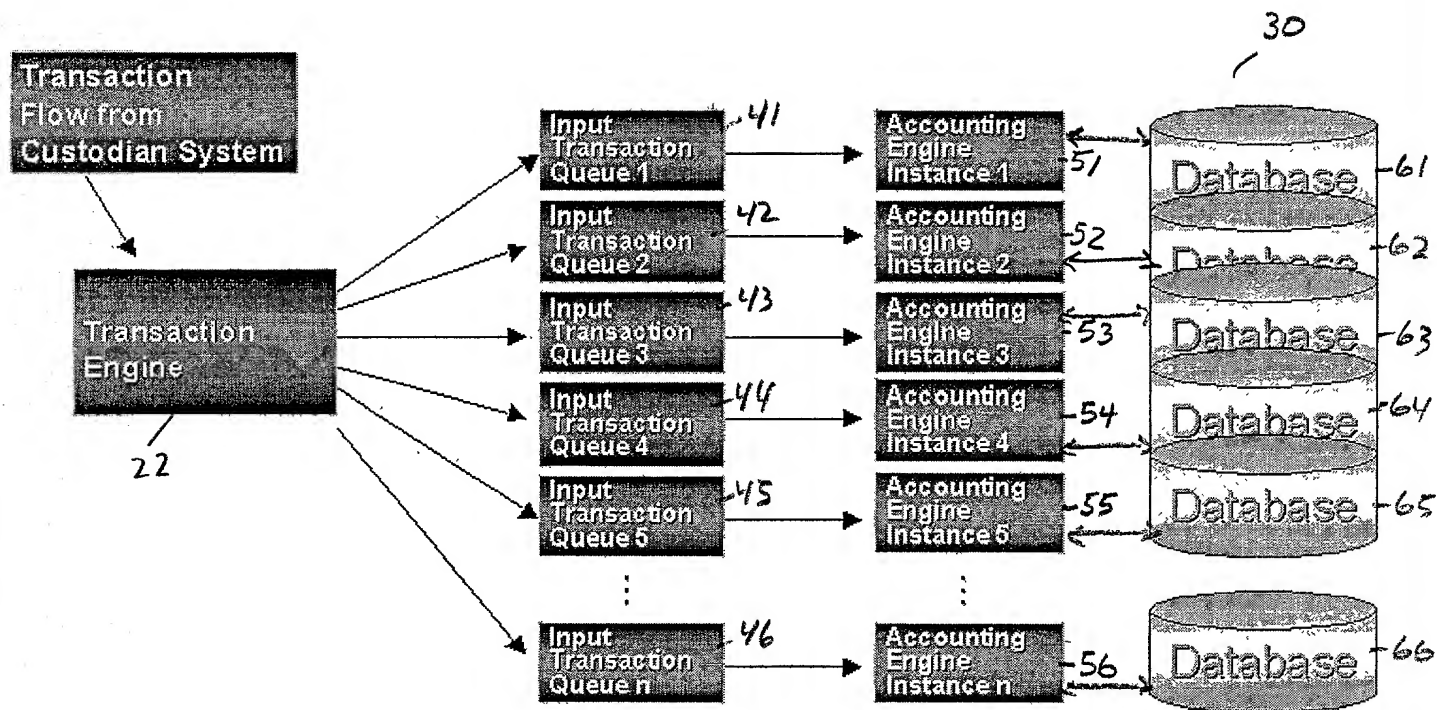 30
Transaction
Flow from
Custodian System
Input
Transaction
Queue 1
41
Accounting
Engine
Instance 1
51
Database
61
Input
Transaction
Queue 2
42
Accounting
Engine
Instance 2
52
Database
62
Transaction
Engine
22
Input
Transaction
Queue 3
43
Accounting
Engine
Instance 3
53
Database
63
Input
Transaction
Queue 4
44
Accounting
Engine
Instance 4
54
Database
64
Input
Transaction
Queue 5
45
Accounting
Engine
Instance 5
55
Database
65
Input
Transaction
Queue n
46
Accounting
Engine
Instance n
56
Database
66